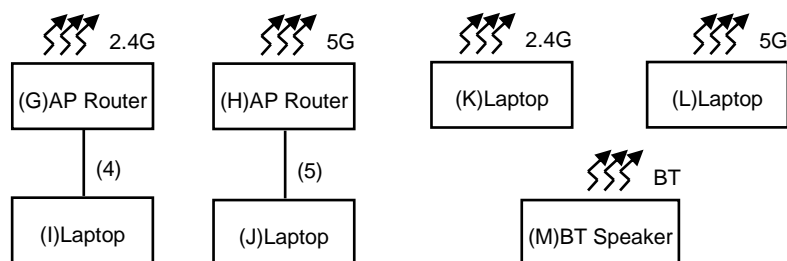 2.4G
5G
2.4G
5G
(G)AP Router
(H)AP Router
(K)Laptop
(L)Laptop
(4)
(5)
BT
(I)Laptop
(J)Laptop
(M)BT Speaker